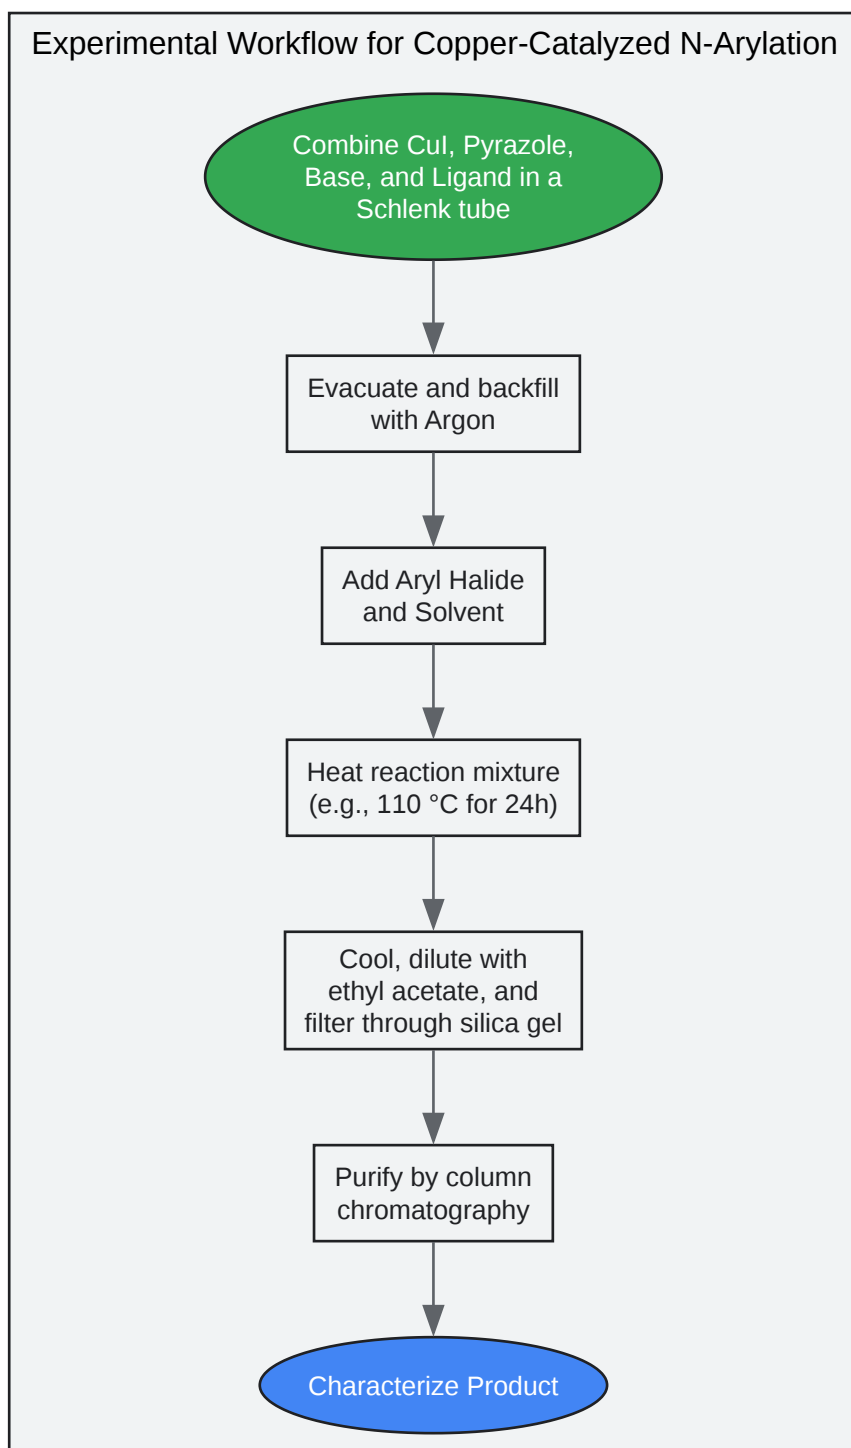 Experimental Workflow for Copper-Catalyzed N-Arylation
Combine CuI, Pyrazole,
Base, and Ligand in a
Schlenk tube
Evacuate and backfill
with Argon
Add Aryl Halide
and Solvent
Heat reaction mixture
(e.g., 110 °C for 24h)
Cool, dilute with
ethyl acetate, and
filter through silica gel
Purify by column
chromatography
Characterize Product